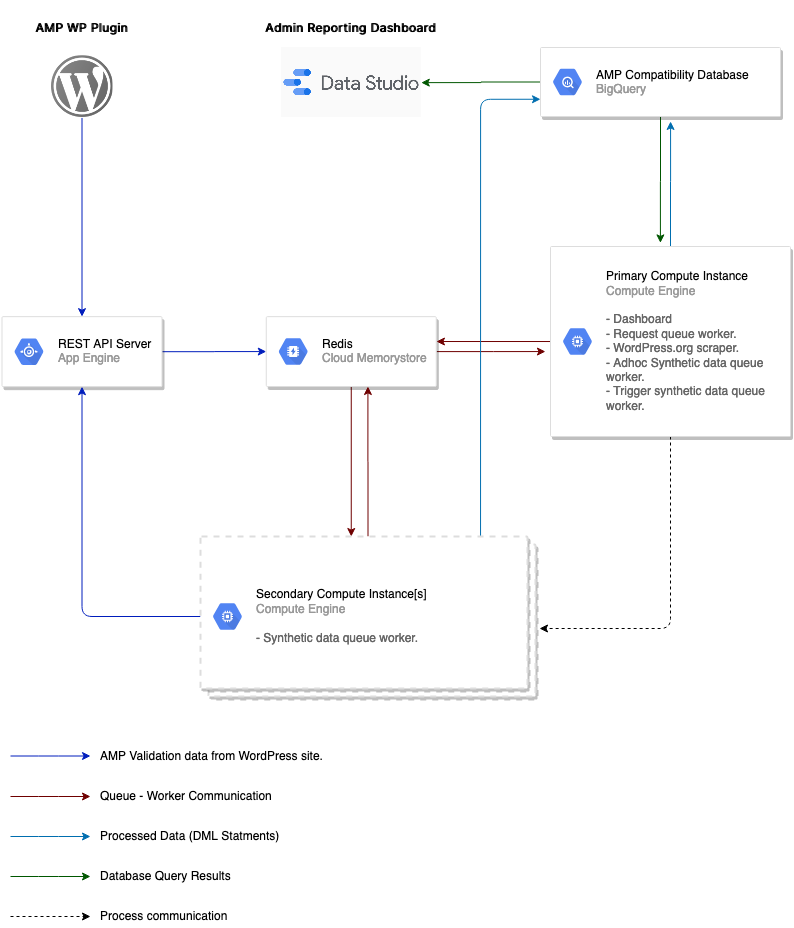 AMP WP Plugin
Admin Reporting Dashboard
Data Studio
AMP Compatibility Database
BigQuery
Primary Compute Instance
Compute Engine
- Dashboard
- Request queue worker.
- WordPress.org scraper.
- Adhoc Synthetic data queue
worker.
- Trigger synthetic data queue
worker.
REST API Server
App Engine
Redis
Cloud Memorystore
Secondary Compute Instance[s]
Compute Engine
- Synthetic data queue worker.
AMP Validation data from WordPress site.
Queue - Worker Communication
Processed Data (DML Statments)
Database Query Results
Process communication